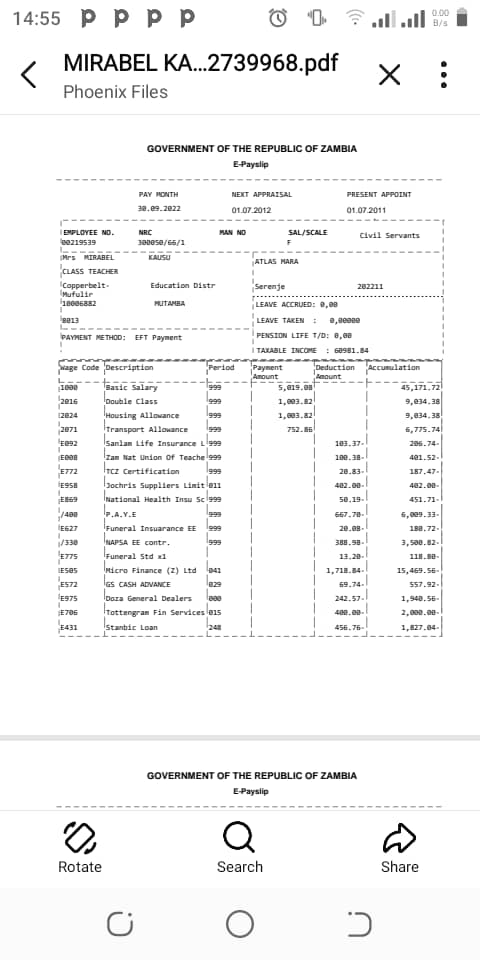 14:55 p p p p 0.00 B/s
MIRABEL KA...2739968.pdf
Phoenix Files
GOVERNMENT OF THE REPUBLIC OF ZAMBIA
E-Payslip
PAY MONTH NEXT APPRAISAL PRESENT APPOINT
30.09.2022 01.07.2012 01.07.2011
EMPLOYEE NO. NRC MAN NO SAL/SCALE Civil Servants
00219539 300050/66/1 F
Mrs MIRABEL KAUSU ATLAS MARA
CLASS TEACHER
Copperbelt- Education Distr Serenje 202211
Mufulir
10006882 MUTAMBA LEAVE ACCRUED: 0,00
8013 LEAVE TAKEN : 0,00000
PAYMENT METHOD: EFT Payment PENSION LIFE T/D: 0,00
TAXABLE INCOME : 60981.84
Wage Code Description Period Payment Amount Deduction Amount Accumulation
1000 Basic Salary 999 5,019.08 45,171.72
2016 Double Class 999 1,003.82 9,034.38
2024 Housing Allowance 999 1,003.82 9,034.38
2071 Transport Allowance 999 752.86 6,775.74
E092 Sanlam Life Insurance L 999 103.37- 206.74-
E008 Zam Nat Union Of Teache 999 100.38- 401.52-
E772 TCZ Certification 999 20.83- 187.47-
E958 Jochris Suppliers Limit 011 402.00- 402.00-
E869 National Health Insu Sc 999 50.19- 451.71-
/400 P.A.Y.E 999 667.70- 6,009.33-
E627 Funeral Insuarance EE 999 20.08- 180.72-
/330 NAPSA EE contr. 999 388.98- 3,500.82-
E775 Funeral Std x1 13.20- 118.80-
E505 Micro Finance (Z) Ltd 041 1,718.84- 15,469.56-
E572 GS CASH ADVANCE 029 69.74- 557.92-
E975 Doza General Dealers 000 242.57- 1,940.56-
E706 Tottengram Fin Services 015 400.00- 2,000.00-
E431 Stanbic Loan 248 456.76- 1,827.04-
GOVERNMENT OF THE REPUBLIC OF ZAMBIA
E-Payslip
Rotate Search Share